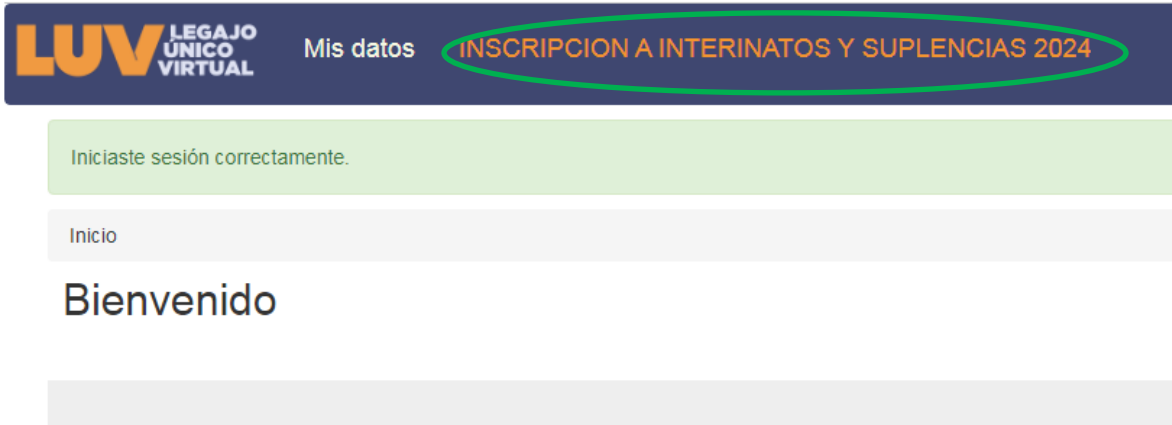 LUV LEGAJO ÚNICO VIRTUAL Mis datos INSCRIPCION A INTERINATOS Y SUPLENCIAS 2024
Iniciaste sesión correctamente.
Inicio
Bienvenido